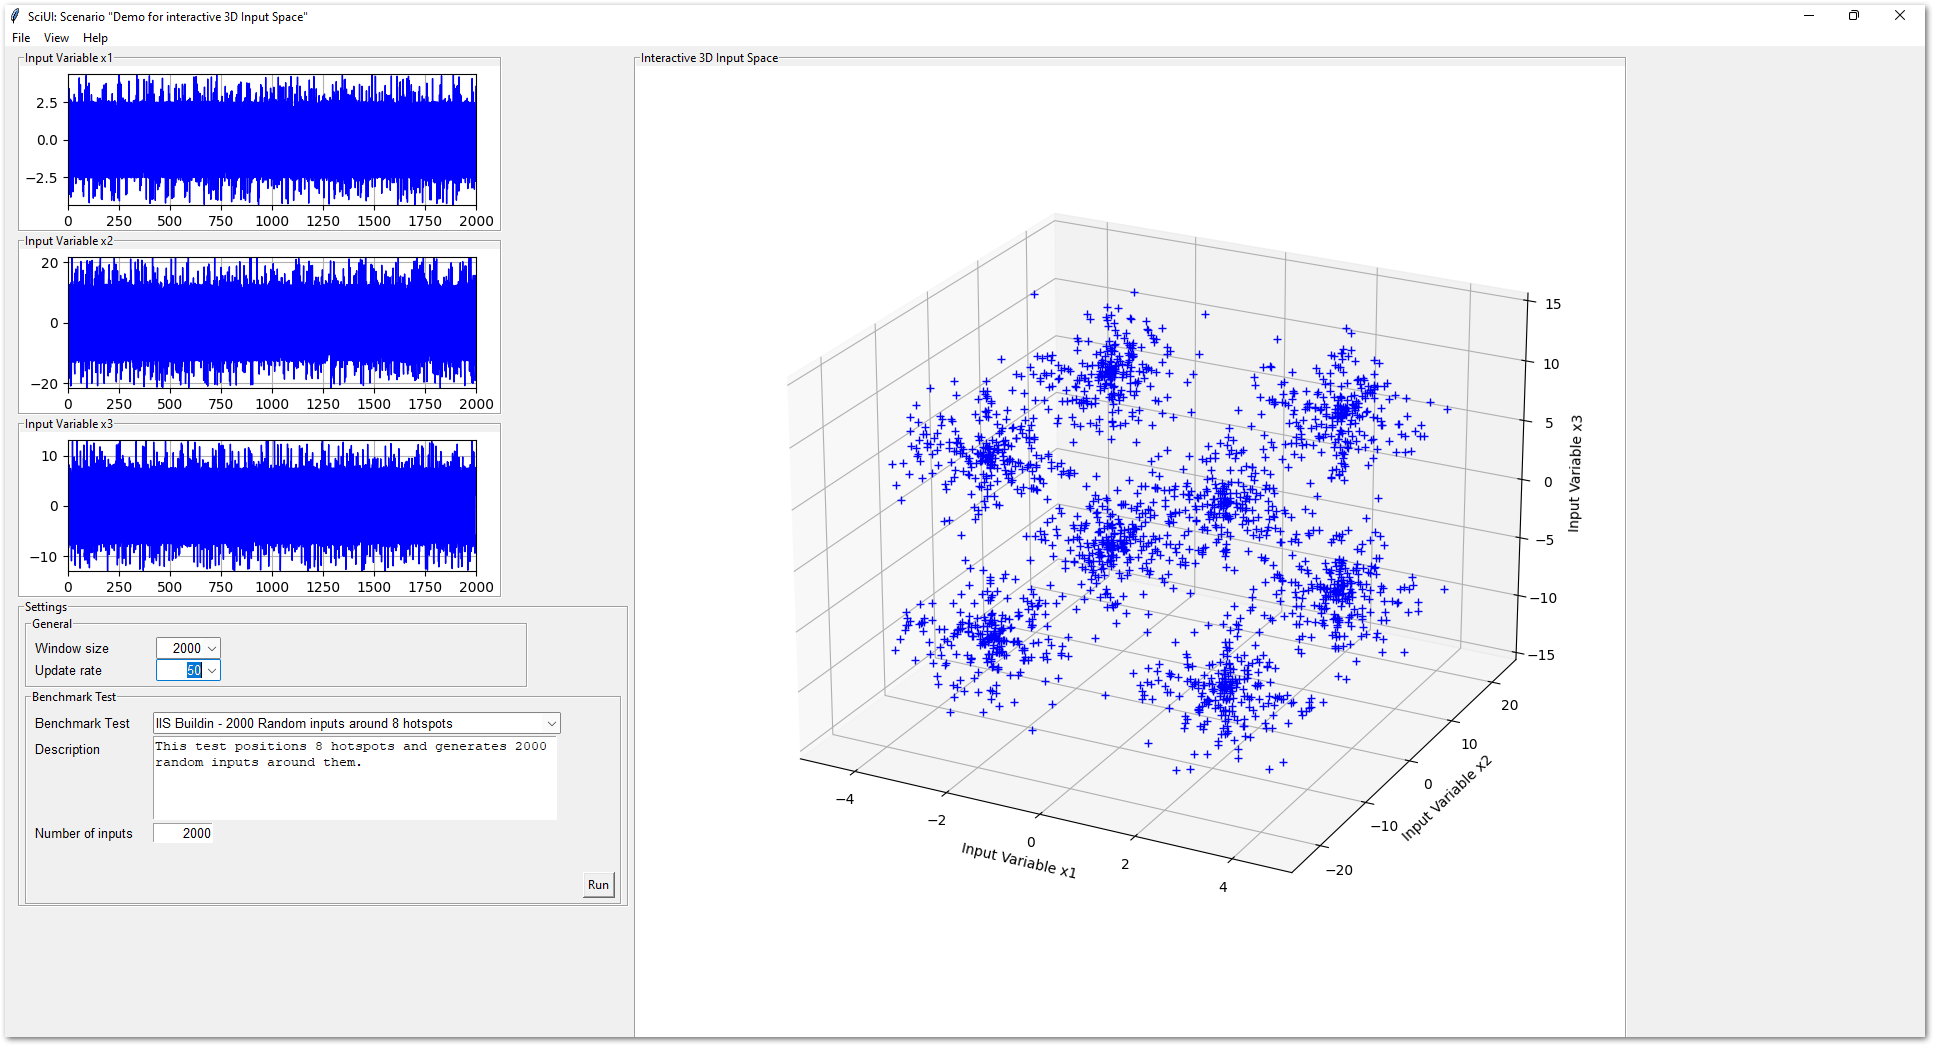 SciUI: Scenario "Demo for interactive 3D Input Space"
File View Help
Input Variable x1
2.5
0.0
−2.5
0 250 500 750 1000 1250 1500 1750 2000
Input Variable x2
20
0
−20
0 250 500 750 1000 1250 1500 1750 2000
Input Variable x3
10
0
−10
0 250 500 750 1000 1250 1500 1750 2000
Settings
General
Window size 2000
Update rate 50
Benchmark Test
Benchmark Test IIS Buildin - 2000 Random inputs around 8 hotspots
Description This test positions 8 hotspots and generates 2000
random inputs around them.
Number of inputs 2000
Run
Interactive 3D Input Space
15
10
5
0
−5
−10
−15
Input Variable x3
20
10
0
−10
−20
Input Variable x2
−4
−2
0
2
4
Input Variable x1